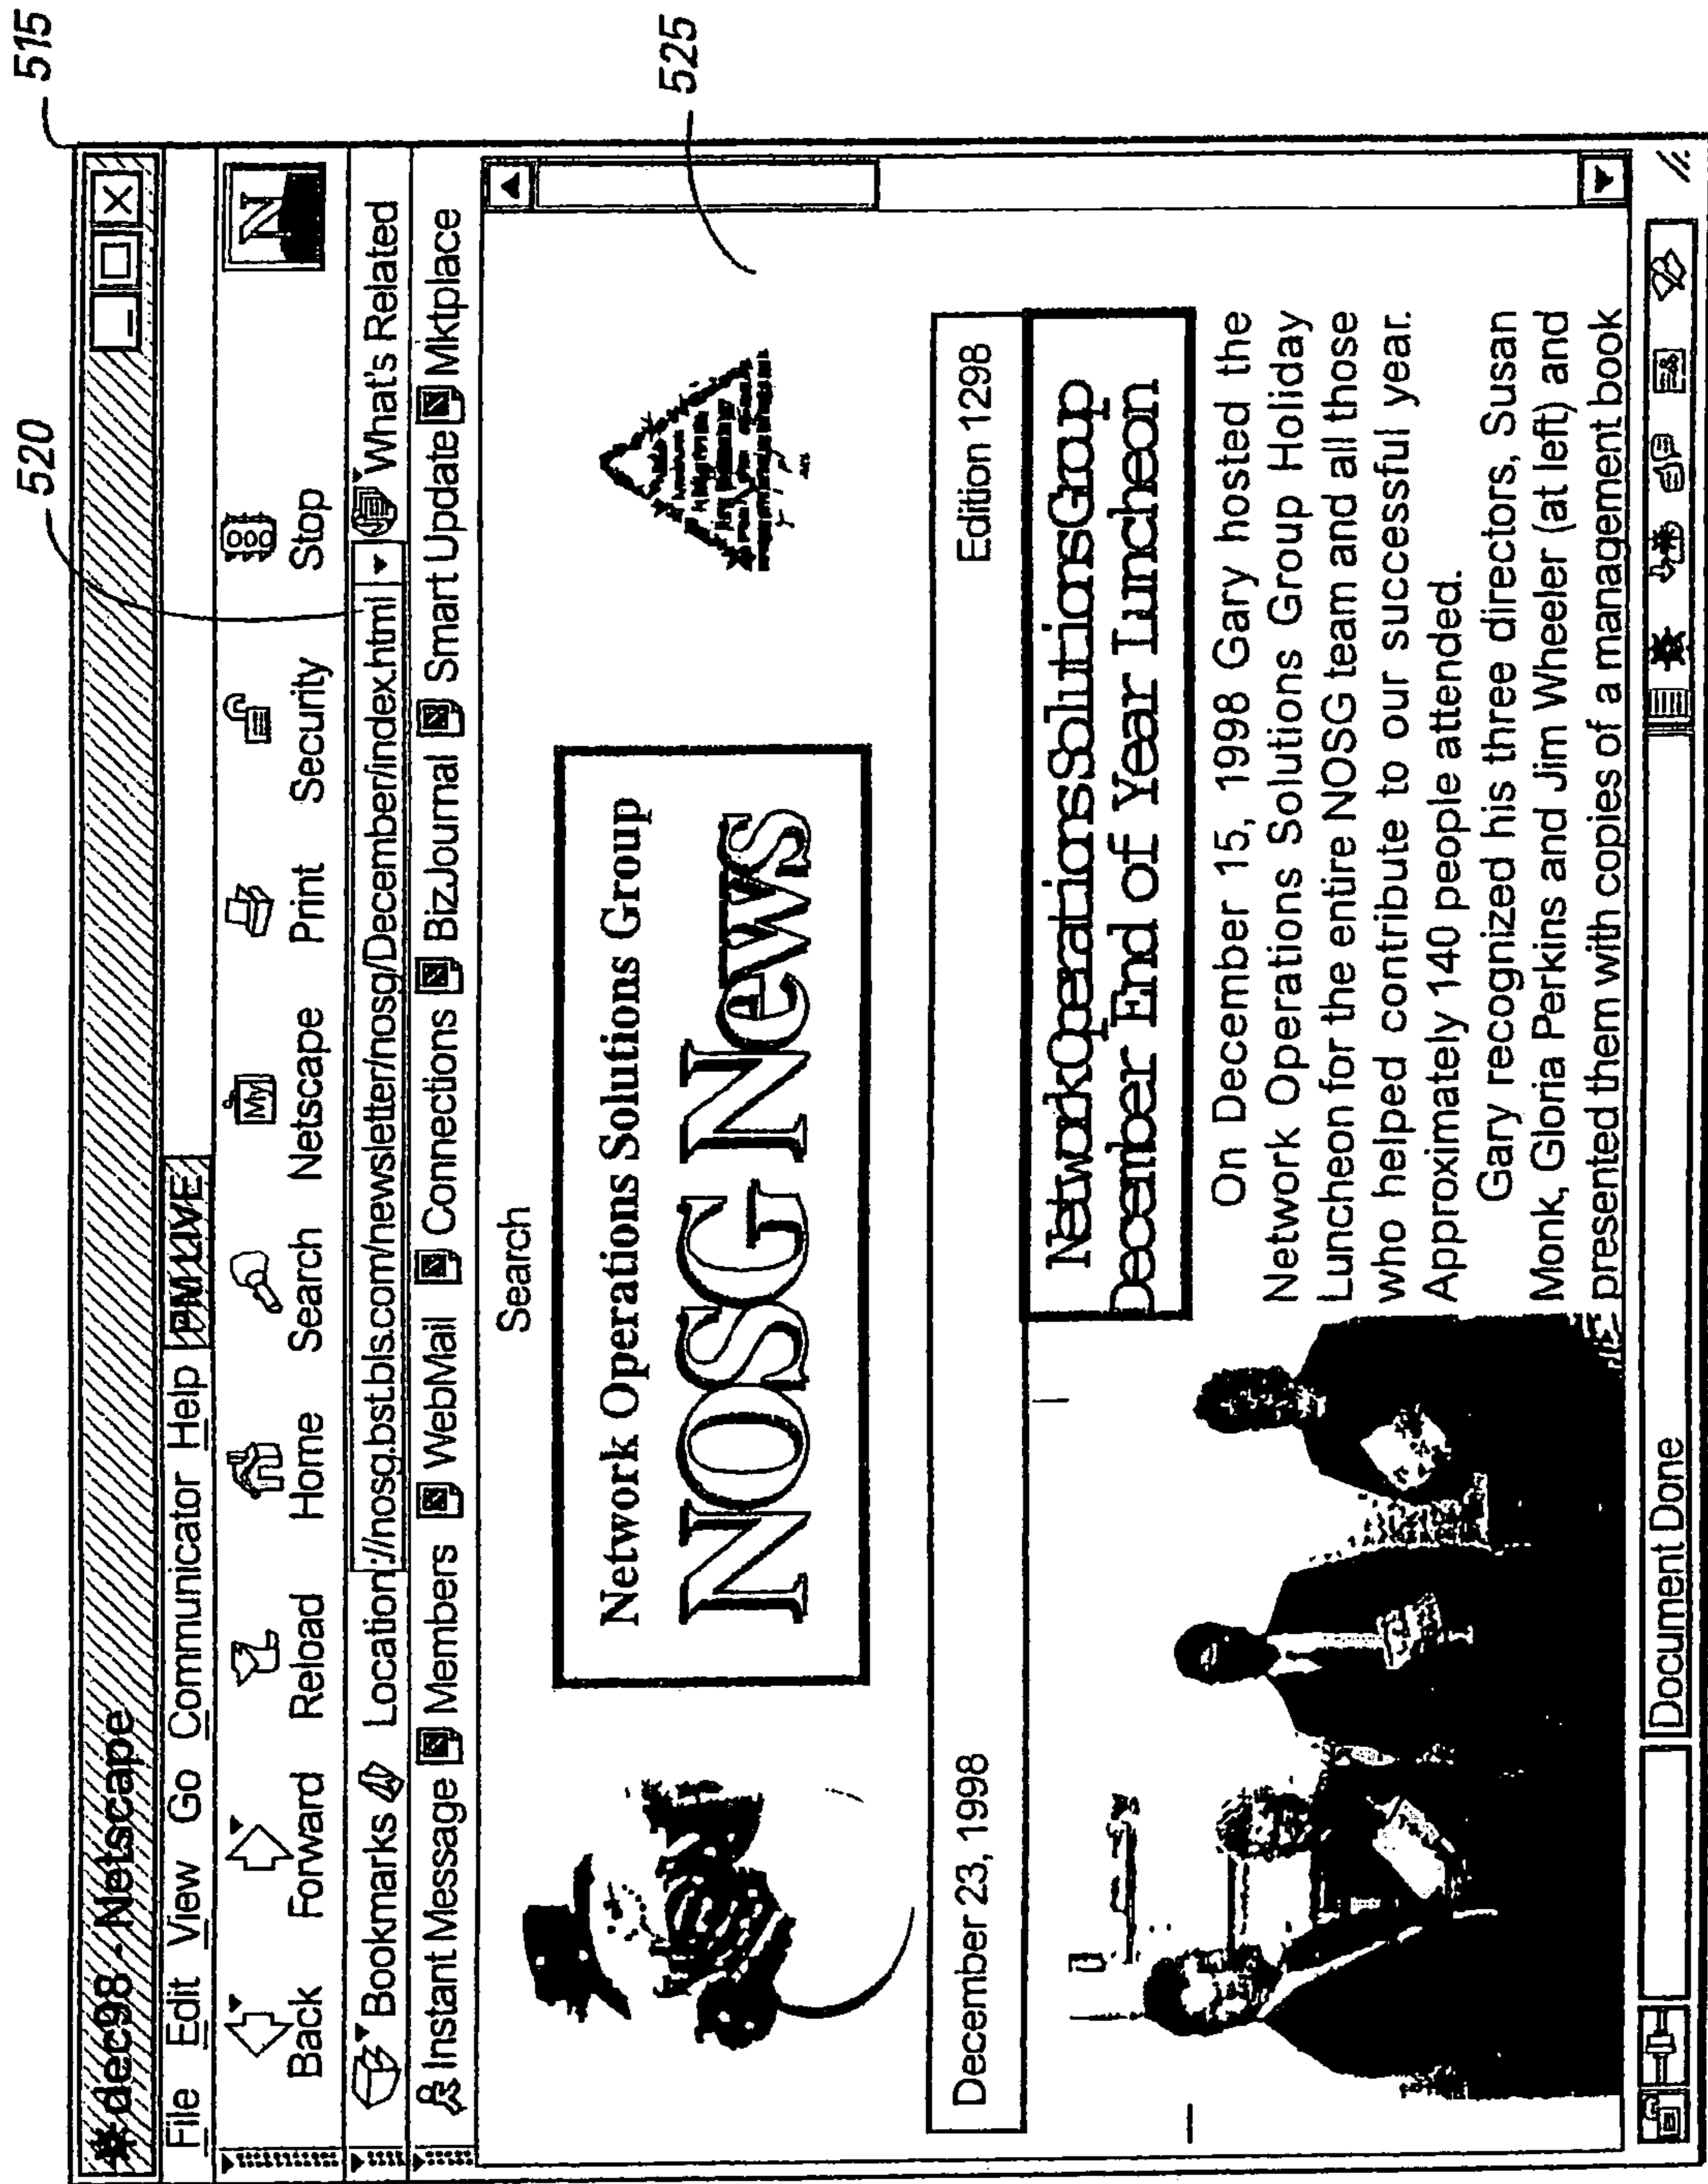 515
520
dec98 - Netscape
File Edit View Go Communicator Help PM LIVE
Back Forward Reload Home Search Netscape Print Security Stop
My
N
Bookmarks Location://nosg.bst.bls.com/newsletter/nosg/December/index.html What's Related
Instant Message Members WebMail Connections BizJournal Smart Update Mktplace
Search
525
Network Operations Solutions Group
NOSG News
December 23, 1998 Edition 1298
Network Operations Solutions Group
December End of Year Luncheon
On December 15, 1998 Gary hosted the
Network Operations Solutions Group Holiday
Luncheon for the entire NOSG team and all those
who helped contribute to our successful year.
Approximately 140 people attended.
Gary recognized his three directors, Susan
Monk, Gloria Perkins and Jim Wheeler (at left) and
presented them with copies of a management book
Document Done